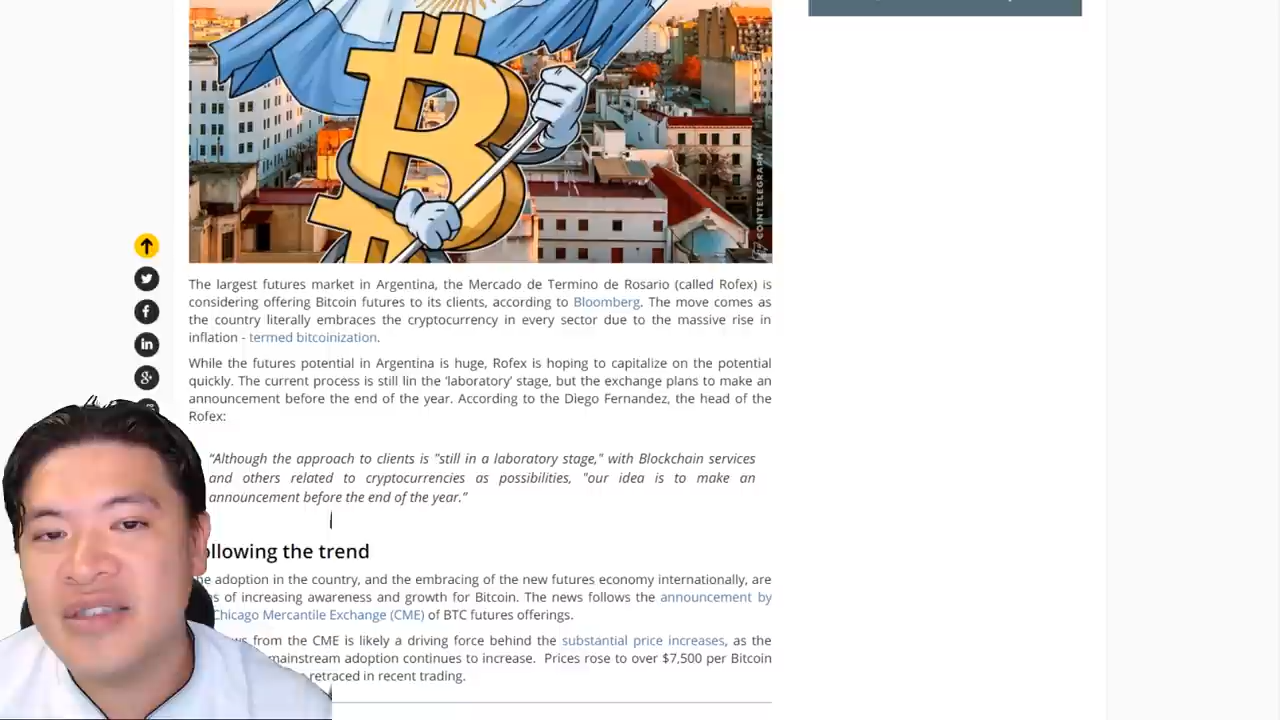 COINTELEGRAPH
The largest futures market in Argentina, the Mercado de Termino de Rosario (called Rofex) is
considering offering Bitcoin futures to its clients, according to Bloomberg. The move comes as
the country literally embraces the cryptocurrency in every sector due to the massive rise in
inflation - termed bitcoinization.
While the futures potential in Argentina is huge, Rofex is hoping to capitalize on the potential
quickly. The current process is still lin the 'laboratory' stage, but the exchange plans to make an
announcement before the end of the year. According to the Diego Fernandez, the head of the
Rofex:
"Although the approach to clients is "still in a laboratory stage," with Blockchain services
and others related to cryptocurrencies as possibilities, "our idea is to make an
announcement before the end of the year."
ollowing the trend
he adoption in the country, and the embracing of the new futures economy internationally, are
of increasing awareness and growth for Bitcoin. The news follows the announcement by
Chicago Mercantile Exchange (CME) of BTC futures offerings.
from the CME is likely a driving force behind the substantial price increases, as the
mainstream adoption continues to increase. Prices rose to over $7,500 per Bitcoin
retraced in recent trading.